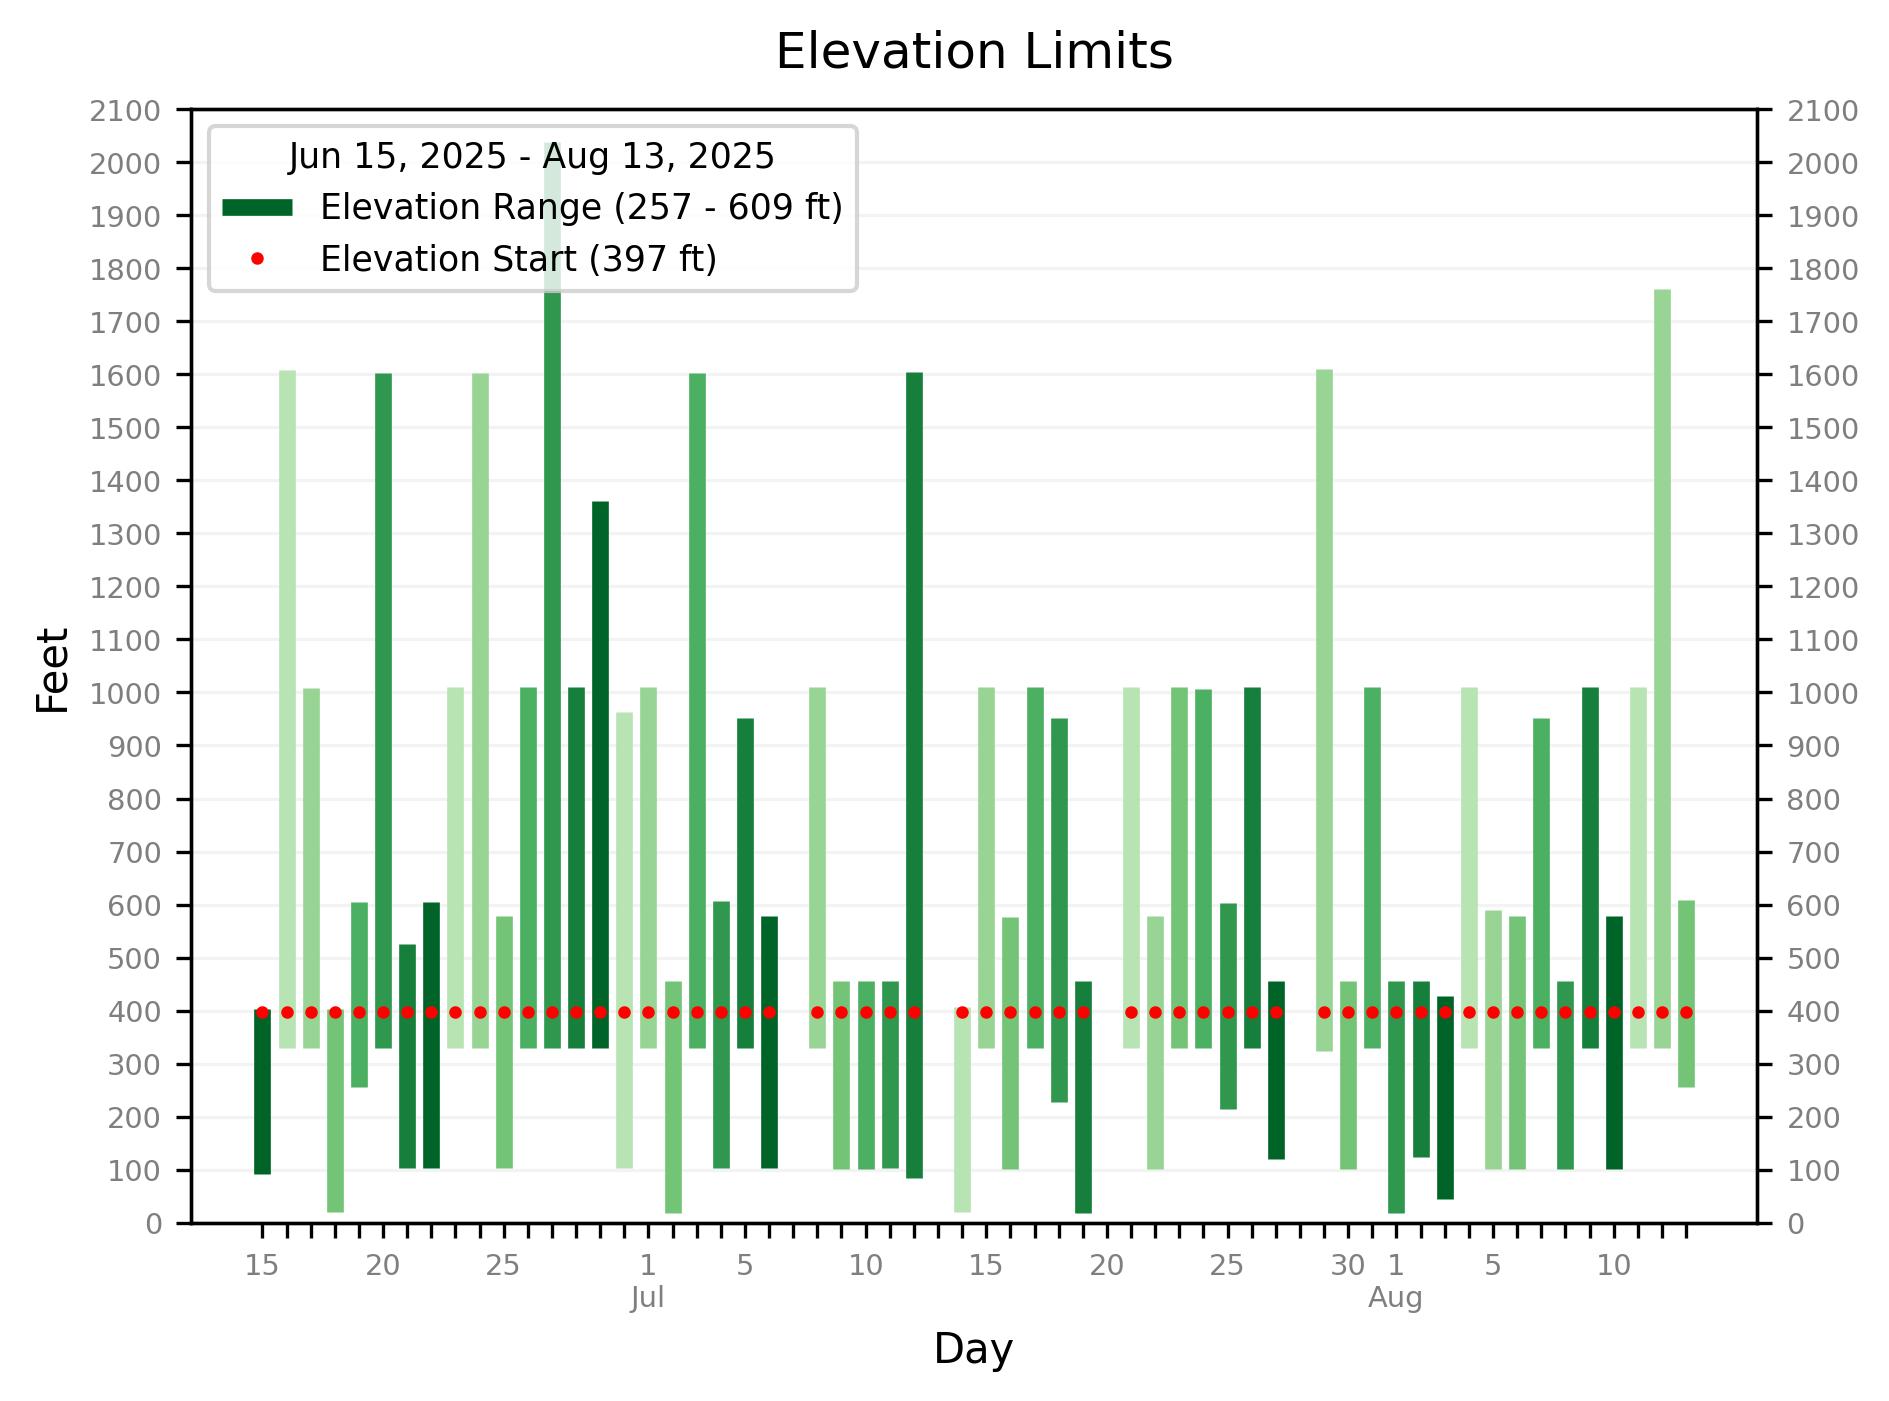 Elevation Limits
Jun 15, 2025 - Aug 13, 2025
Elevation Range (257 - 609 ft)
Elevation Start (397 ft)
2100 2100
2000 2000
1900 1900
1800 1800
1700 1700
1600 1600
1500 1500
1400 1400
1300 1300
1200 1200
1100 1100
1000 1000
900 900
800 800
700 700
600 600
500 500
400 400
300 300
200 200
100 100
0 0
Feet
15 20 25 1 5 10 15 20 25 30 1 5 10
Jul Aug
Day